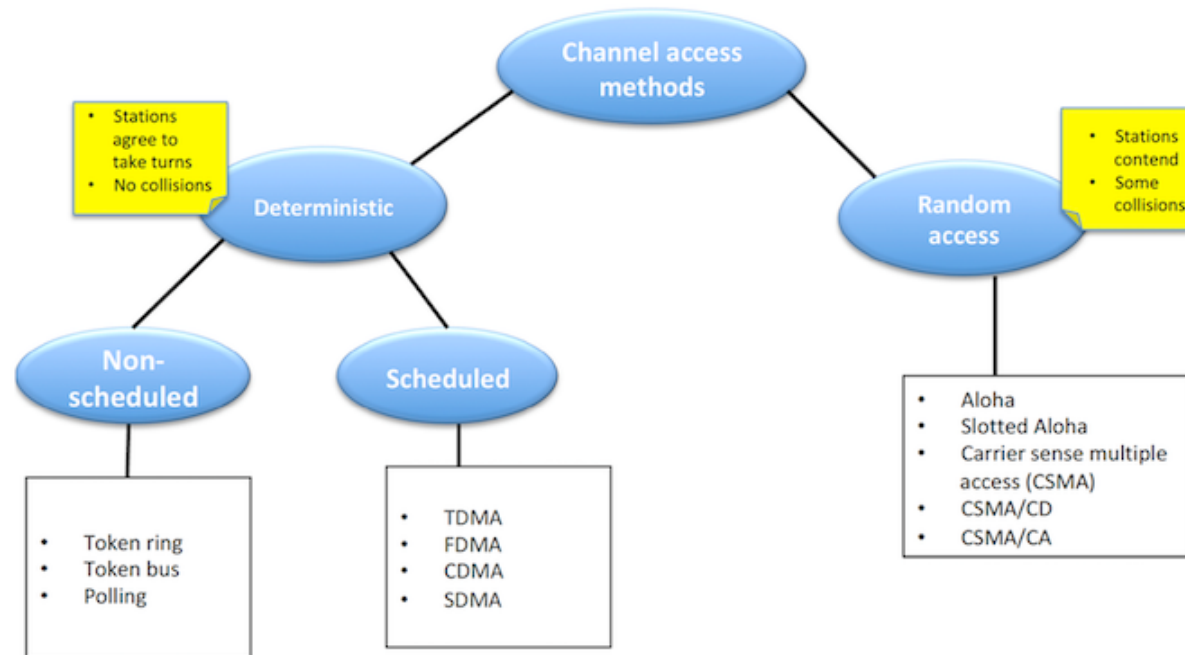 Channel access
methods
• Stations
agree to
take turns
• No collisions
Deterministic
• Stations
contend
• Some
collisions
Random
access
Non-
scheduled
Scheduled
• Token ring
• Token bus
• Polling
• TDMA
• FDMA
• CDMA
• SDMA
• Aloha
• Slotted Aloha
• Carrier sense multiple
access (CSMA)
• CSMA/CD
• CSMA/CA